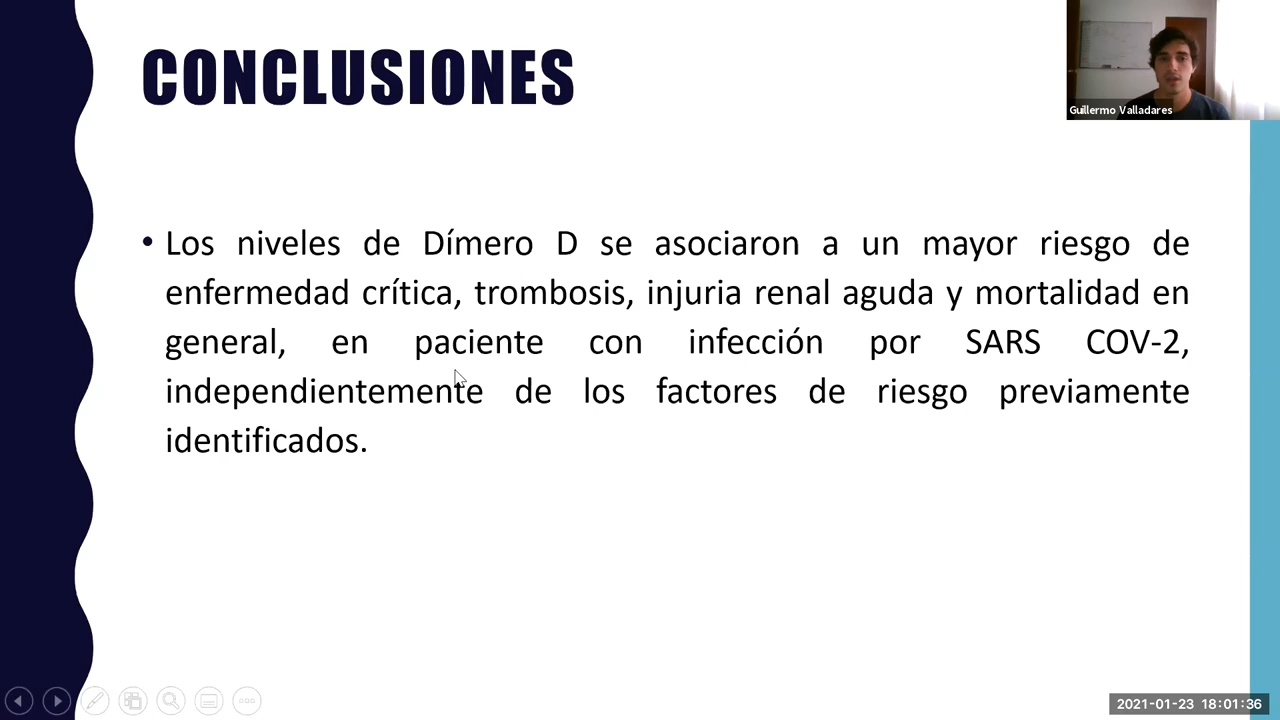 CONCLUSIONES
Guillermo Valladares
• Los niveles de Dímero D se asociaron a un mayor riesgo de
enfermedad crítica, trombosis, injuria renal aguda y mortalidad en
general, en paciente con infección por SARS COV-2,
independientemente de los factores de riesgo previamente
identificados.
2021-01-23 18:01:36